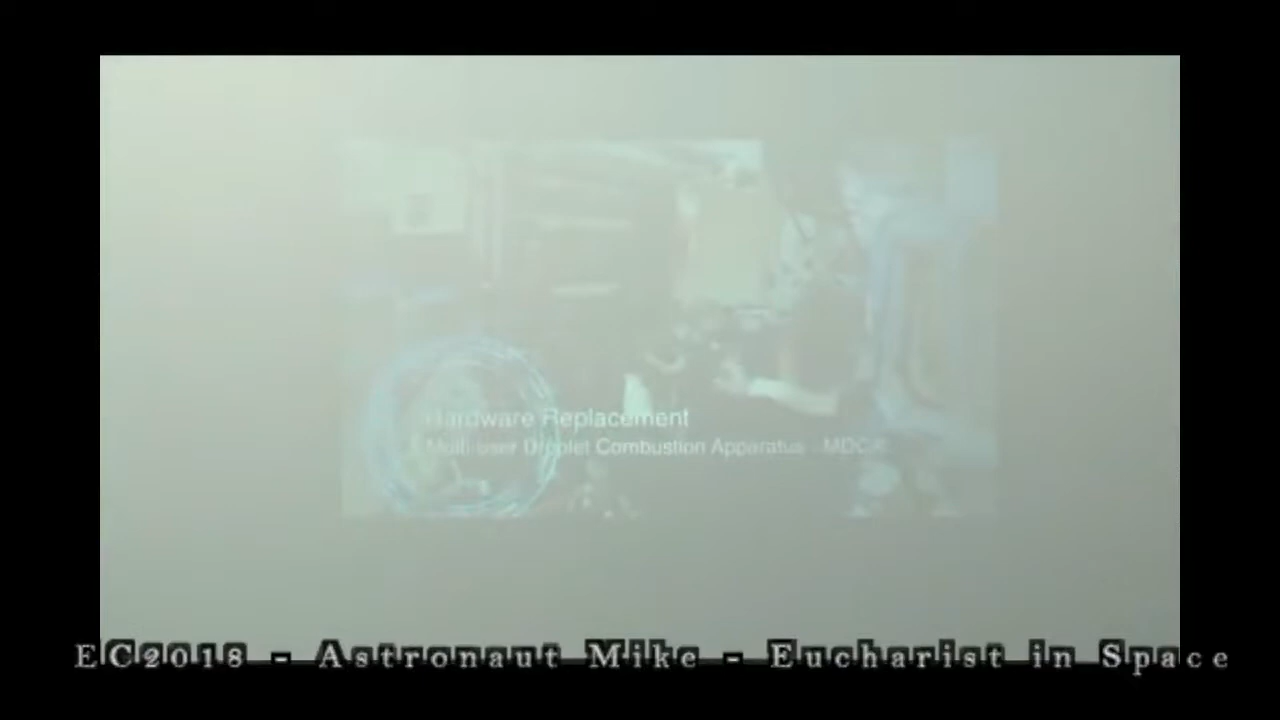 Hardware Replacement
Multi-user Droplet Combustion Apparatus - MDCA
EC2018 - Astronaut Mike - Eucharist in Space